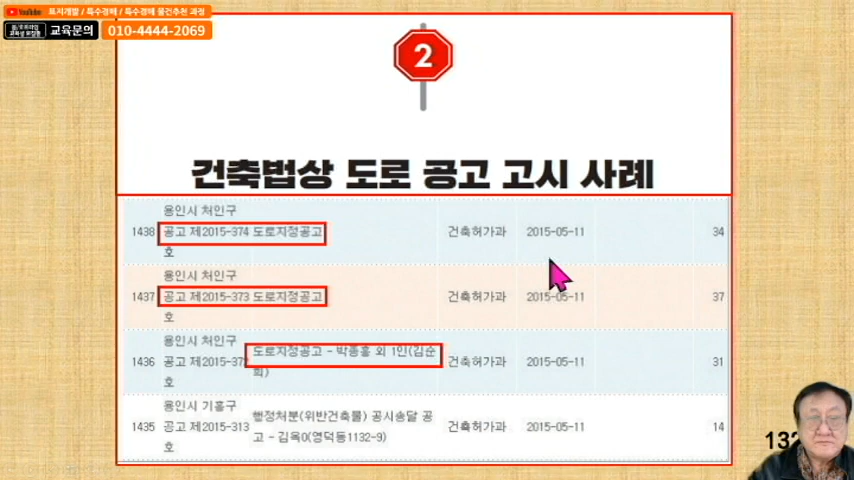 YouTube 토지개발 / 특수경매 / 특수경매 물건추천 과정
교육문의 010-4444-2069
2
건축법상 도로 공고 고시 사례
용인시 처인구
1438 공고 제2015-374 도로지정공고 건축허가과 2015-05-11 34
호
용인시 처인구
1437 공고 제2015-373 도로지정공고 건축허가과 2015-05-11 37
호
용인시 처인구
도로지정공고 - 박종흥 외 1인(김순
1436 공고 제2015-372 건축허가과 2015-05-11 31
희)
호
용인시 기흥구
행정처분(위반건축물) 공시송달 공
1435 공고 제2015-313 건축허가과 2015-05-11 14
고 - 김옥0(영덕동1132-9)
호